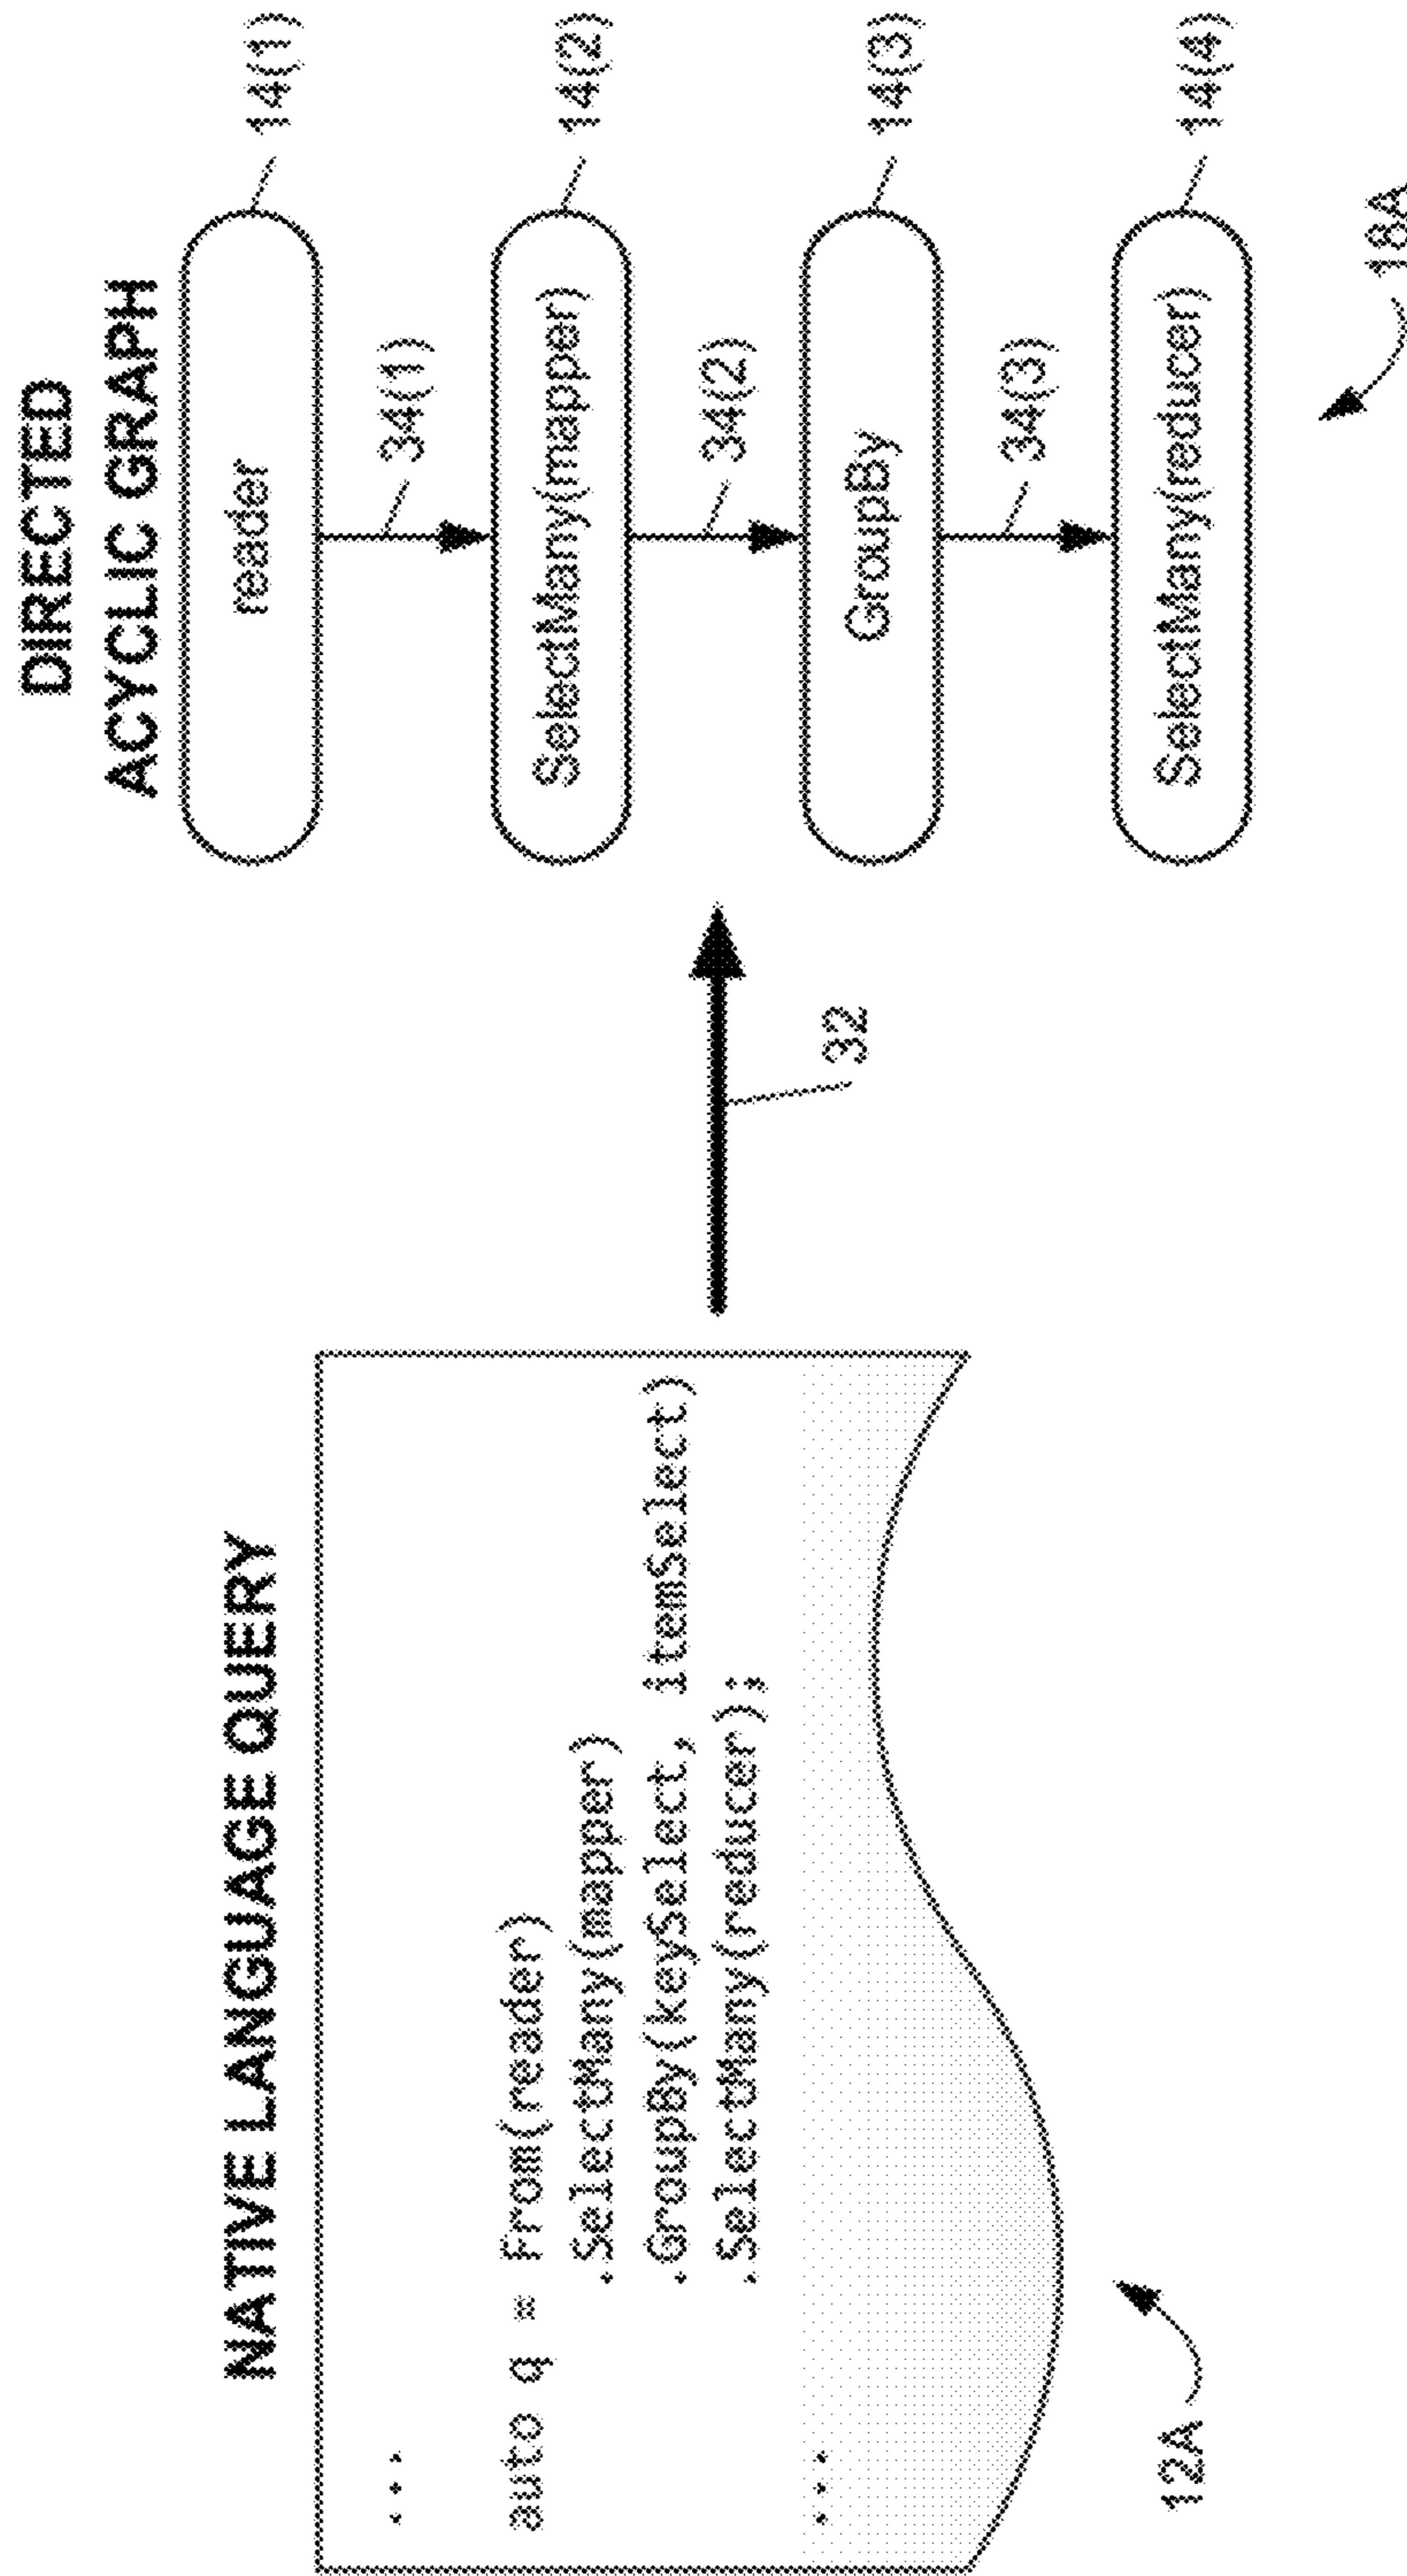 NATIVE LANGUAGE QUERY
...
auto q = From(reader)
.SelectMany(mapper)
.GroupBy(keySelect, itemSelect)
.SelectMany(reducer);
...
12A
32
DIRECTED
ACYCLIC GRAPH
reader
14(1)
34(1)
SelectMany(mapper)
14(2)
34(2)
GroupBy
14(3)
34(3)
SelectMany(reducer)
14(4)
18A